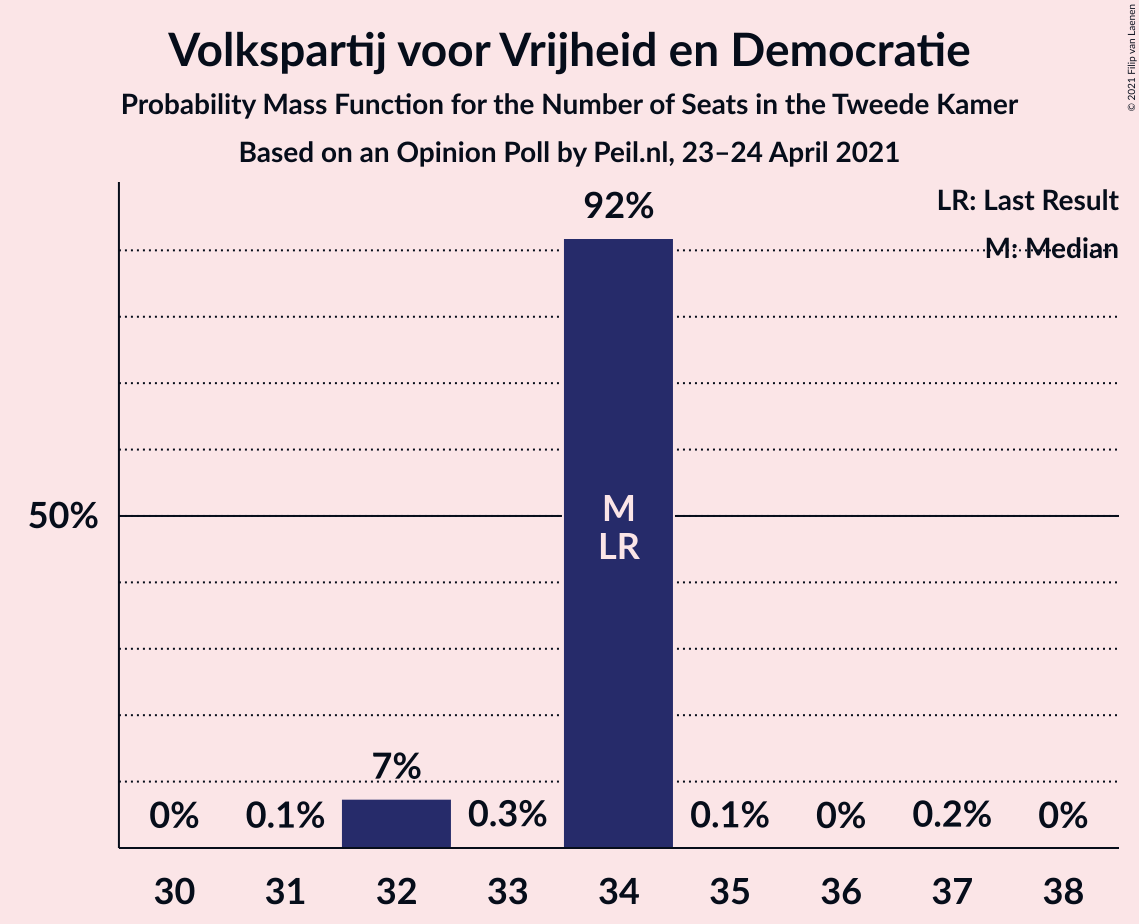 Volkspartij voor Vrijheid en Democratie
Probability Mass Function for the Number of Seats in the Tweede Kamer
Based on an Opinion Poll by Peil.nl, 23–24 April 2021
© 2021 Filip van Laenen
LR: Last Result
M: Median
50%
0%
0.1%
7%
0.3%
92%
M
LR
0.1%
0%
0.2%
0%
30 31 32 33 34 35 36 37 38